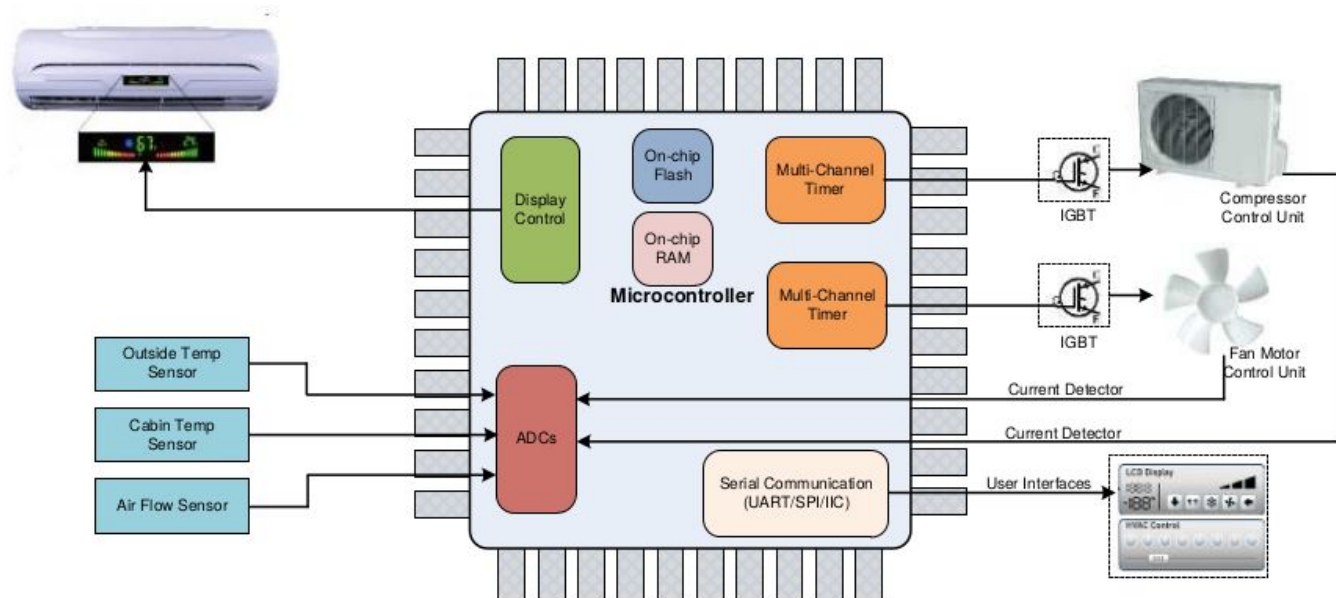 67
Display
Control
On-chip
Flash
On-chip
RAM
Microcontroller
Multi-Channel
Timer
Multi-Channel
Timer
IGBT
Compressor
Control Unit
IGBT
Fan Motor
Control Unit
Outside Temp
Sensor
Cabin Temp
Sensor
Air Flow Sensor
ADCs
Current Detector
Current Detector
Serial Communication
(UART/SPI/IIC)
User Interfaces
LCD Display
HVAC Control